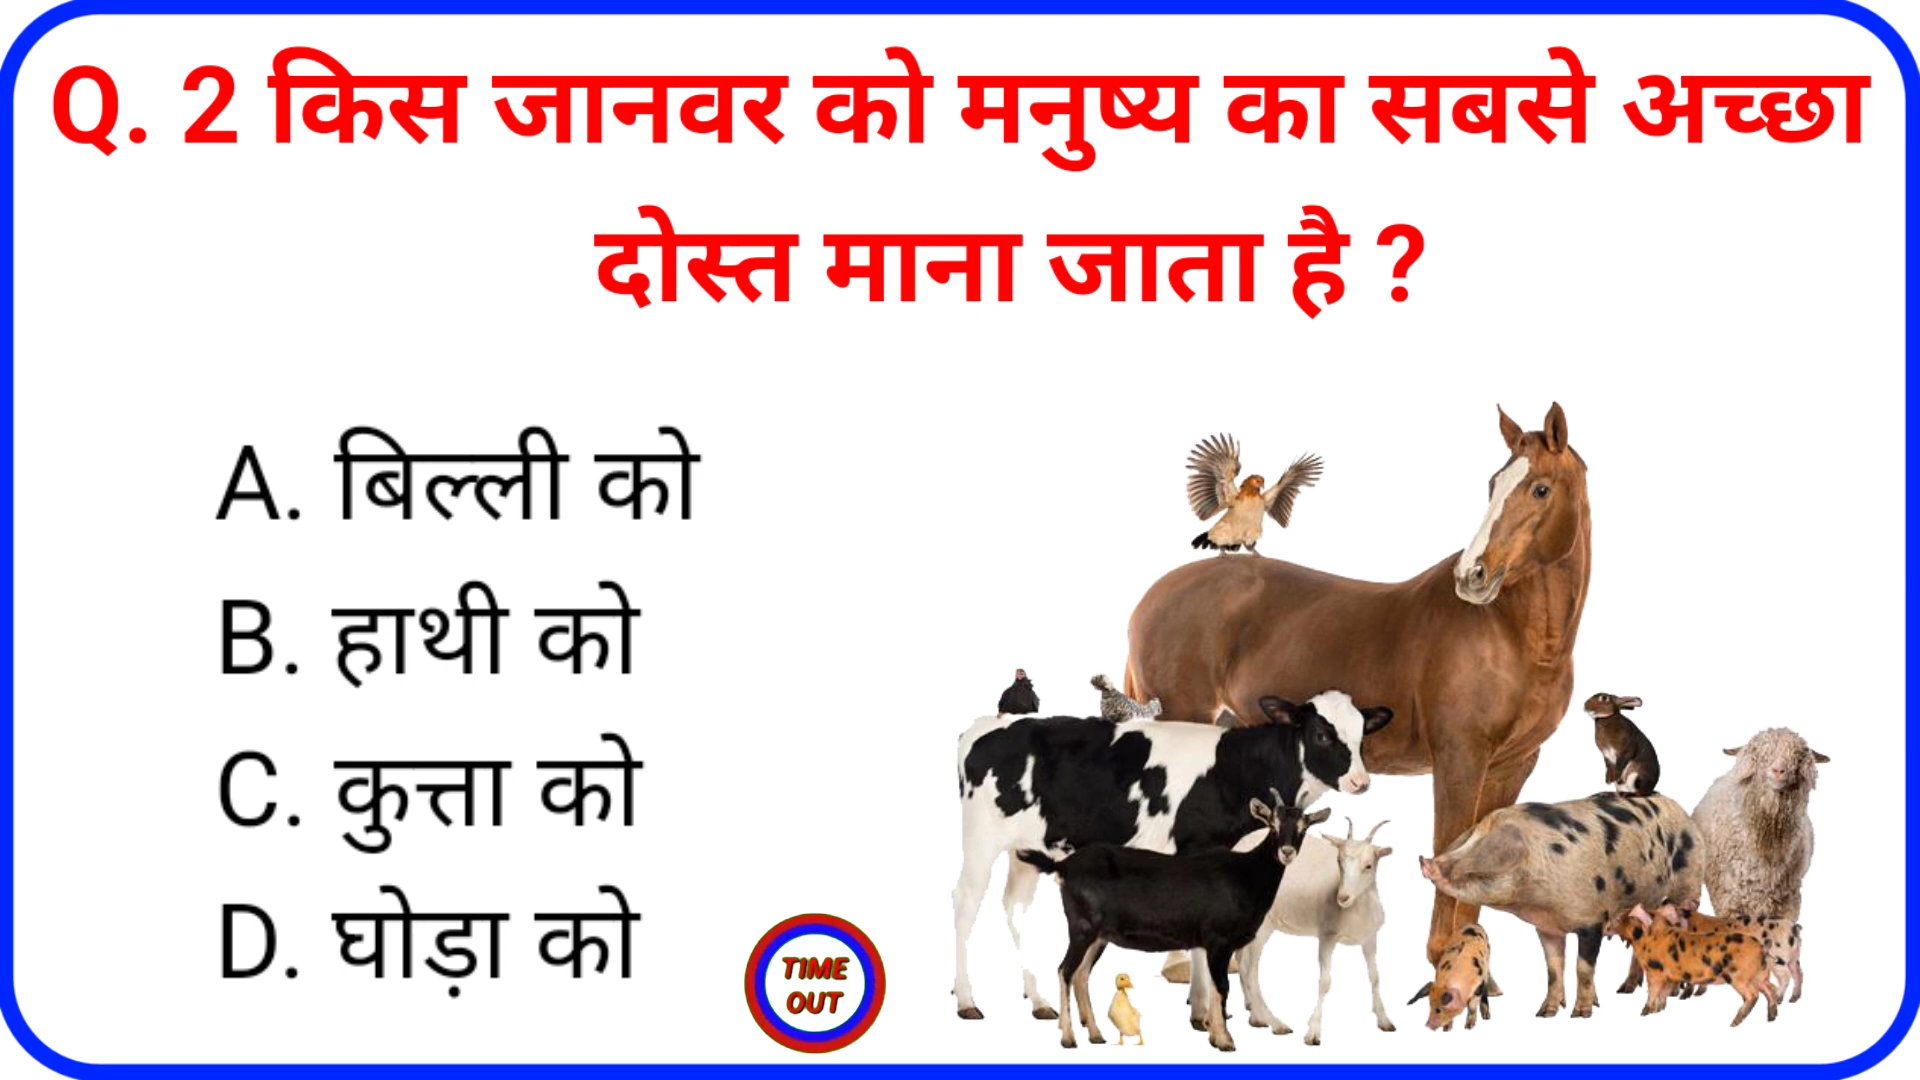 Q. 2 किस जानवर को मनुष्य का सबसे अच्छा
दोस्त माना जाता है ?
A. बिल्ली को
B. हाथी को
C. कुत्ता को
D. घोड़ा को
TIME
OUT